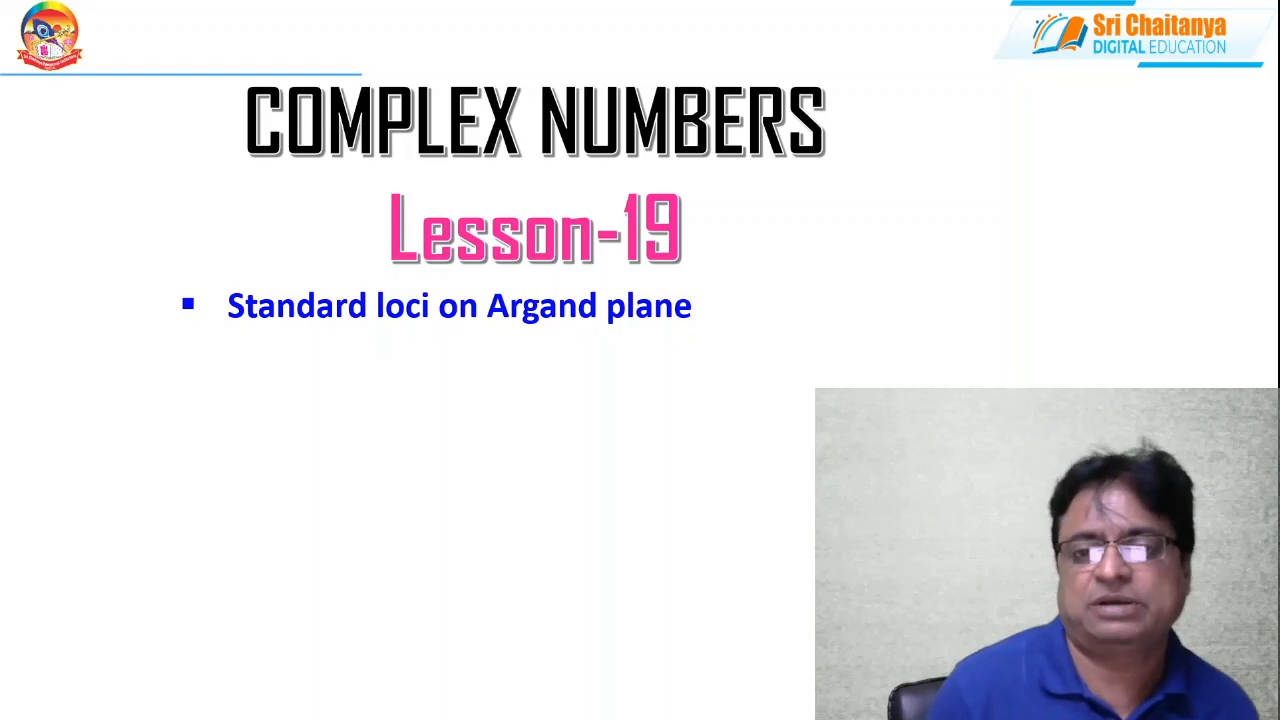 Sri Chaitanya
DIGITAL EDUCATION
COMPLEX NUMBERS
Lesson-19
▪ Standard loci on Argand plane